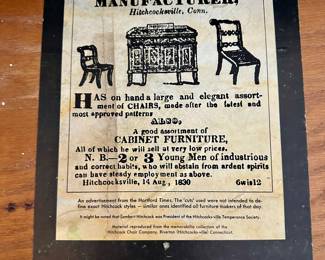 MANUFACTURER,
Hitchcocksville, Conn.
HAS on hand a large and elegant assort-
ment of CHAIRS, made after the latest and
most approved patterns
ALSO,
A good assortment of
CABINET FURNITURE,
All of which he will sell at very low prices.
N. B.—2 or 3 Young Men of industrious
and correct habits, who will abstain from ardent spirits
can have steady employment as above.
Hitchcocksville, 14 Aug, 1830 6wis12
An advertisement from the Hartford Times. The 'cuts' used were not intended to de-
fine exact Hitchcock styles — similar ones identified all furniture makers of that day.
It might be noted that Lambert Hitchcock was President of the Hitchcocks-ville Temperance Society.
Material reproduced from the memorabilia collection of the
Hitchcock Chair Company, Riverton (Hitchcocks-ville) Connecticut.